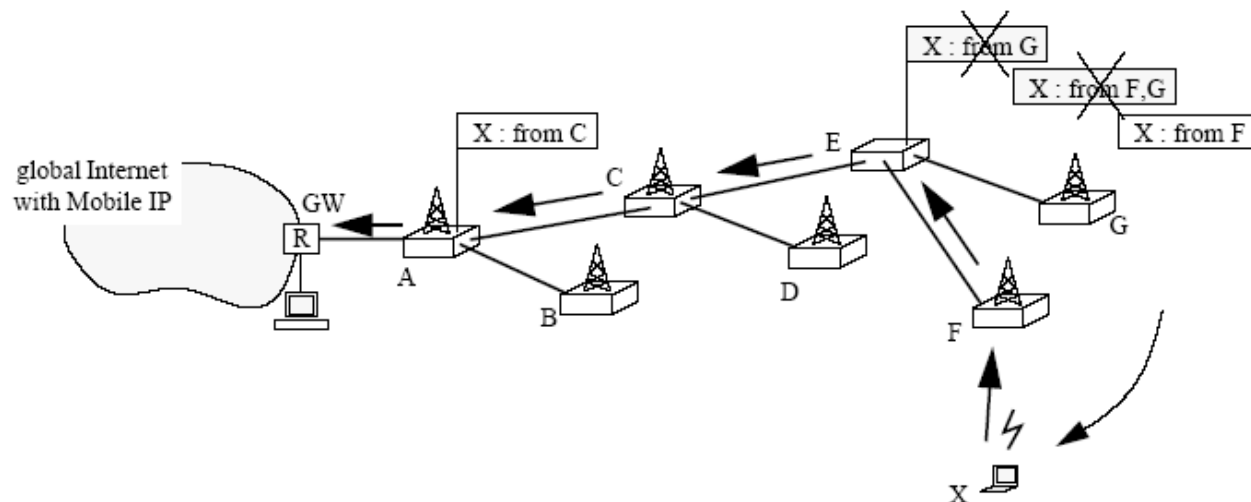 X : from G
X : from F,G
X : from F
X : from C
E
global Internet
with Mobile IP
C
GW
R
A
B
D
G
F
X